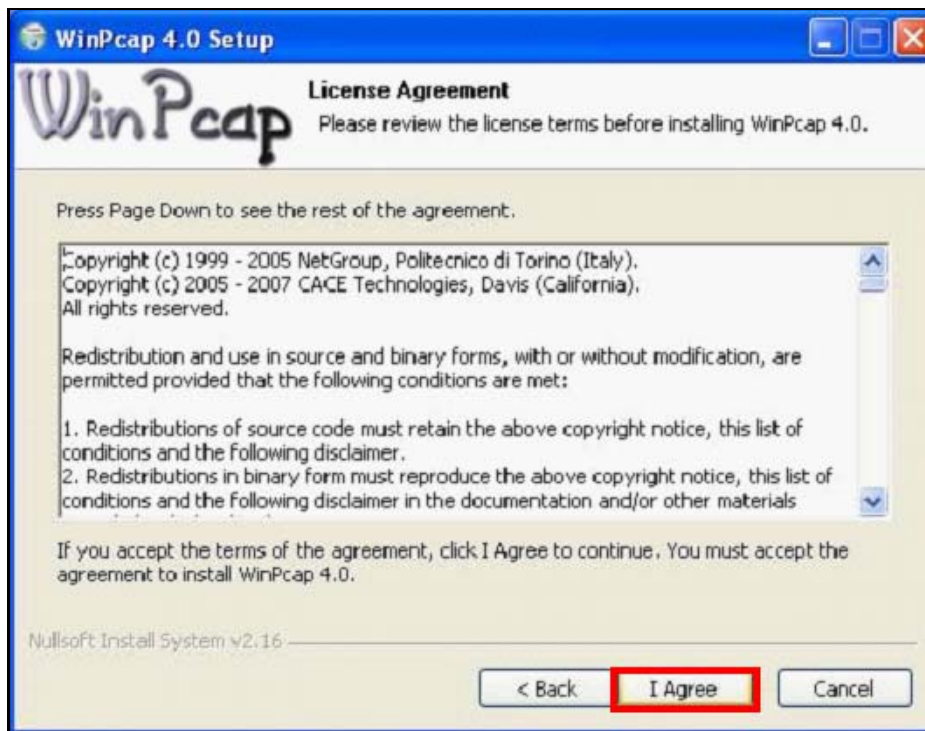 WinPcap 4.0 Setup
WinPcap
License Agreement
Please review the license terms before installing WinPcap 4.0.
Press Page Down to see the rest of the agreement.
Copyright (c) 1999 - 2005 NetGroup, Politecnico di Torino (Italy).
Copyright (c) 2005 - 2007 CACE Technologies, Davis (California).
All rights reserved.
Redistribution and use in source and binary forms, with or without modification, are
permitted provided that the following conditions are met:
1. Redistributions of source code must retain the above copyright notice, this list of
conditions and the following disclaimer.
2. Redistributions in binary form must reproduce the above copyright notice, this list of
conditions and the following disclaimer in the documentation and/or other materials
If you accept the terms of the agreement, click I Agree to continue. You must accept the
agreement to install WinPcap 4.0.
Nullsoft Install System v2.16
< Back I Agree Cancel